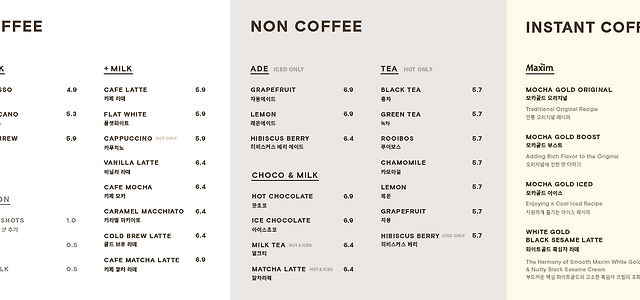 FFEE
K
SSO 4.9
CANO 5.3
BREW 5.9
ON
SHOTS 1.0
샷 추가
0.5
LK 0.5
+ MILK
CAFE LATTE 5.9
카페 라떼
FLAT WHITE 5.9
플랫화이트
CAPPUCCINO HOT ONLY 5.9
카푸치노
VANILLA LATTE 6.4
바닐라 라떼
CAFE MOCHA 6.4
카페 모카
CARAMEL MACCHIATO 6.4
카라멜 마키아또
COLD BREW LATTE 6.4
콜드 브루 라떼
CAFE MATCHA LATTE 6.9
카페 말차 라떼
NON COFFEE
ADE ICED ONLY
GRAPEFRUIT 6.9
자몽에이드
LEMON 6.9
레몬에이드
HIBISCUS BERRY 6.4
히비스커스 베리 에이드
CHOCO & MILK
HOT CHOCOLATE 6.9
핫초코
ICE CHOCOLATE 6.9
아이스초코
MILK TEA HOT & ICED 6.4
밀크티
MATCHA LATTE HOT & ICED 6.4
말차라떼
TEA HOT ONLY
BLACK TEA 5.7
홍차
GREEN TEA 5.7
녹차
ROOIBOS 5.7
루이보스
CHAMOMILE 5.7
카모마일
LEMON 5.7
레몬
GRAPEFRUIT 5.7
자몽
HIBISCUS BERRY ICED ONLY 5.7
히비스커스 베리
INSTANT COFF
Maxim
MOCHA GOLD ORIGINAL
모카골드 오리지널
Traditional Original Recipe
전통 오리지널 레시피
MOCHA GOLD BOOST
모카골드 부스트
Adding Rich Flavor to the Original
오리지널에 진한 맛 더하기
MOCHA GOLD ICED
모카골드 아이스
Enjoying a Cool Iced Recipe
시원하게 즐기는 아이스 레시피
WHITE GOLD
BLACK SESAME LATTE
화이트골드 흑임자 라떼
The Harmony of Smooth Maxim White Gold
& Nutty Black Sesame Cream
부드러운 맥심 화이트골드와 고소한 흑임자 크림의 조화